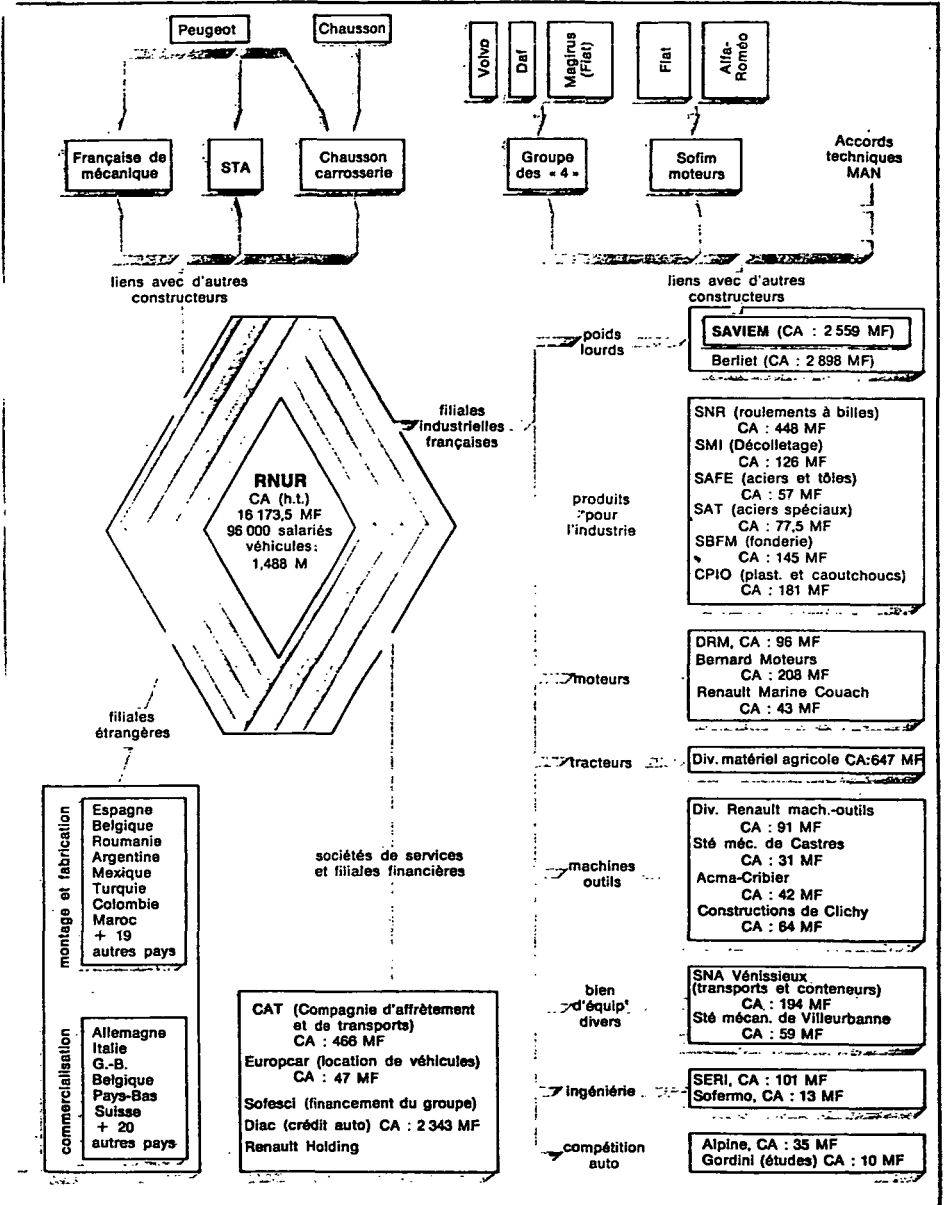 Peugeot
Chausson
Volvo
Daf
Magirus
(Fiat)
Fiat
Alfa-
Roméo
Française de
mécanique
STA
Chausson
carrosserie
Groupe
des « 4 »
Sofim
moteurs
Accords
techniques
MAN
liens avec d'autres
constructeurs
liens avec d'autres
constructeurs
RNUR
CA (h.t.)
16 173,5 MF
96 000 salariés
véhicules:
1,488 M
filiales
industrielles
françaises
poids
lourds
SAVIEM (CA : 2 559 MF)
Berliet (CA : 2 898 MF)
produits
pour
l'industrie
SNR (roulements à billes)
CA : 448 MF
SMI (Décolletage)
CA : 126 MF
SAFE (aciers et tôles)
CA : 57 MF
SAT (aciers spéciaux)
CA : 77,5 MF
SBFM (fonderie)
CA : 145 MF
CPIO (plast. et caoutchoucs)
CA : 181 MF
moteurs
DRM, CA : 96 MF
Bernard Moteurs
CA : 208 MF
Renault Marine Couach
CA : 43 MF
tracteurs
Div. matériel agricole CA:647 MF
machines
outils
Div. Renault mach.-outils
CA : 91 MF
Sté méc. de Castres
CA : 31 MF
Acma-Cribier
CA : 42 MF
Constructions de Clichy
CA : 64 MF
bien
d'équipt
divers
SNA Vénissieux
(transports et conteneurs)
CA : 194 MF
Sté mécan. de Villeurbanne
CA : 59 MF
ingéniérie
SERI, CA : 101 MF
Sofermo, CA : 13 MF
compétition
auto
Alpine, CA : 35 MF
Gordini (études) CA : 10 MF
filiales
étrangères
montage et fabrication
Espagne
Belgique
Roumanie
Argentine
Mexique
Turquie
Colombie
Maroc
+ 19
autres pays
commercialisation
Allemagne
Italie
G.-B.
Belgique
Pays-Bas
Suisse
+ 20
autres pays
sociétés de services
et filiales financières
CAT (Compagnie d'affrètement
et de transports)
CA : 466 MF
Europcar (location de véhicules)
CA : 47 MF
Sofesci (financement du groupe)
Diac (crédit auto) CA : 2 343 MF
Renault Holding